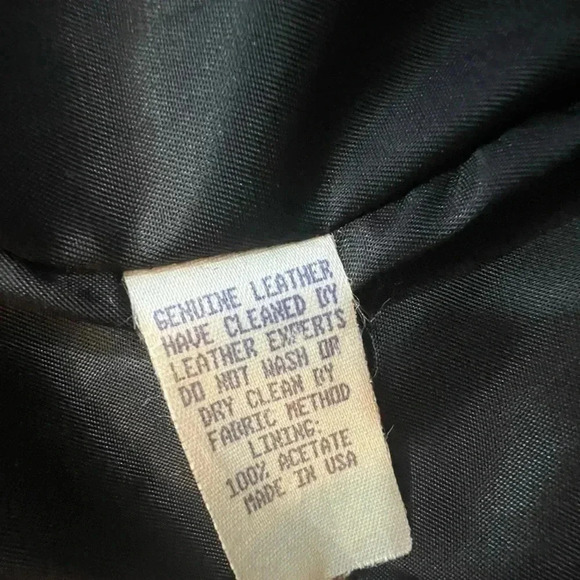 GENUINE LEATHER
HAVE CLEANED BY
LEATHER EXPERTS
DO NOT WASH OR
DRY CLEAN BY
FABRIC METHOD
LINING:
100% ACETATE
MADE IN USA